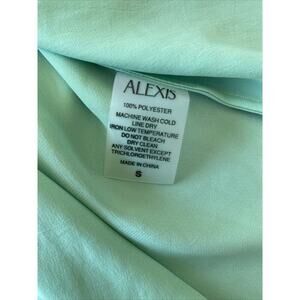 ALEXIS
100% POLYESTER
MACHINE WASH COLD
LINE DRY
IRON LOW TEMPERATURE
DO NOT BLEACH
DRY CLEAN
ANY SOLVENT EXCEPT
TRICHLOROETHYLENE
MADE IN CHINA
S